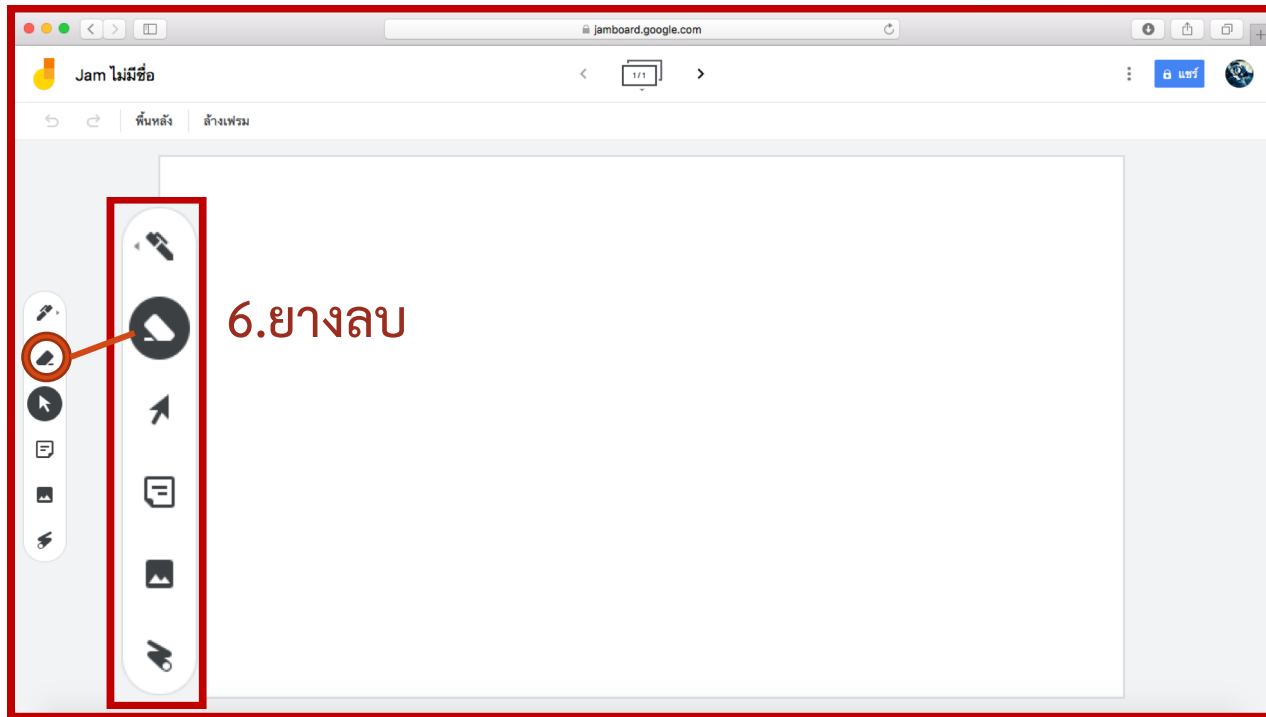 jamboard.google.com
Jam ไม่มีชื่อ
1/1
แชร์
พื้นหลัง
ล้างเฟรม
6.ยางลบ